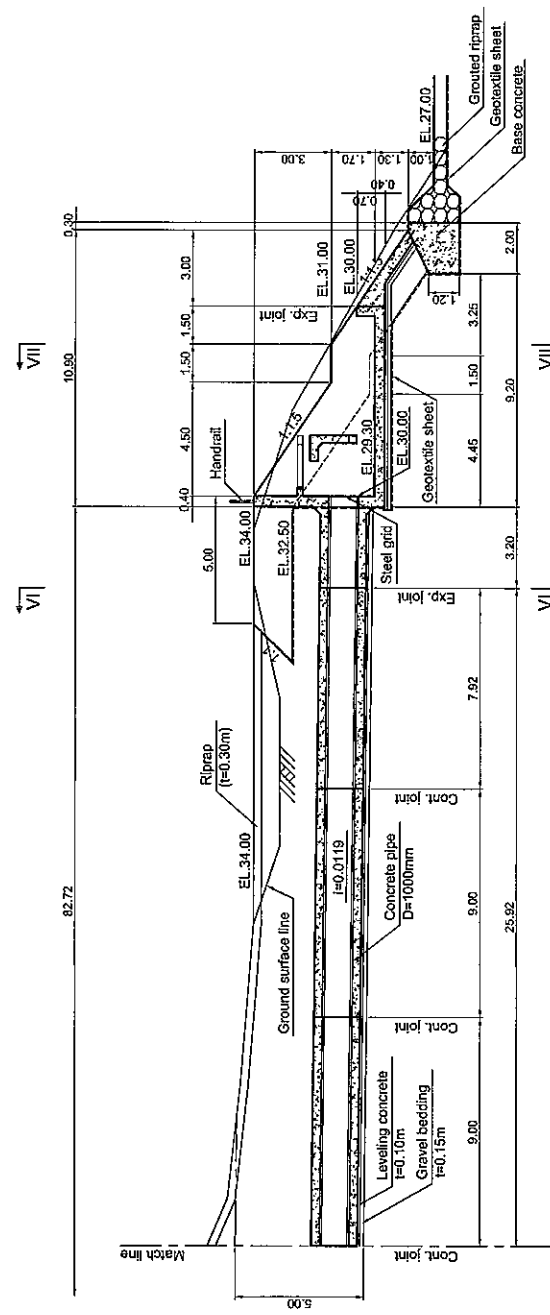 82.72
10.90
0.30
VI
VII
5.00
0.40
4.50
1.50
1.50
3.00
Handrail
Exp. joint
Riprap
(t=0.30m)
EL.34.00
EL.34.00
EL.32.50
EL.31.00
EL.30.00
3.00
1.70
1.30
1.00
0.70
0.40
1:1.5
1:1.5
EL.27.00
Grouted riprap
Geotextile sheet
Base concrete
Match line
5.00
Ground surface line
i=0.0119
EL.29.30
EL.30.00
Geotextile sheet
Steel grid
Concrete pipe
D=1000mm
Leveling concrete
t=0.10m
Gravel bedding
t=0.15m
Cont. joint
Cont. joint
Cont. joint
Exp. joint
1.20
9.00
9.00
7.92
3.20
4.45
1.50
3.25
2.00
9.20
25.92
VI
VII